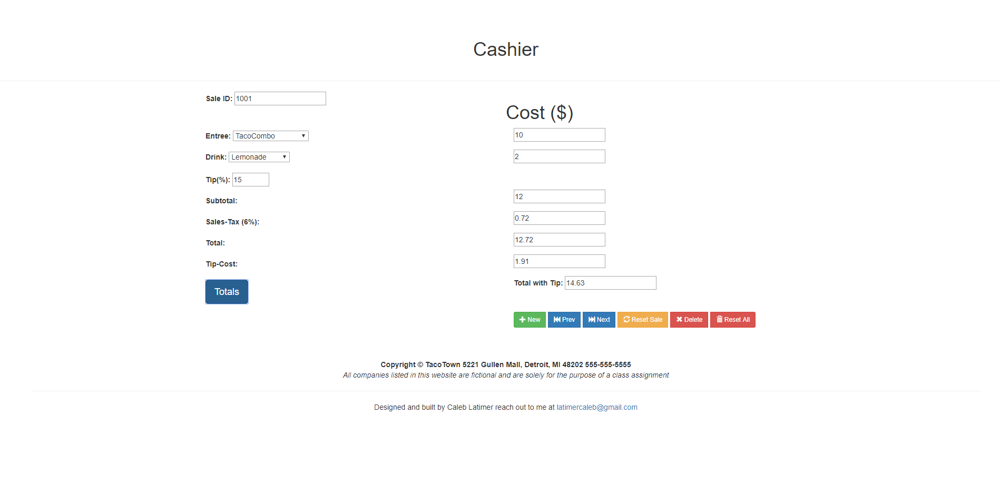 Cashier
Sale ID: 1001
Cost ($)
Entree: TacoCombo 10
Drink: Lemonade 2
Tip(%): 15
Subtotal: 12
Sales-Tax (6%): 0.72
Total: 12.72
Tip-Cost: 1.91
Total with Tip: 14.63
Totals
New Prev Next Reset Sale Delete Reset All
Copyright © TacoTown 5221 Gullen Mall, Detroit, MI 48202 555-555-5555
All companies listed in this website are fictional and are solely for the purpose of a class assignment
Designed and built by Caleb Latimer reach out to me at latimercaleb@gmail.com